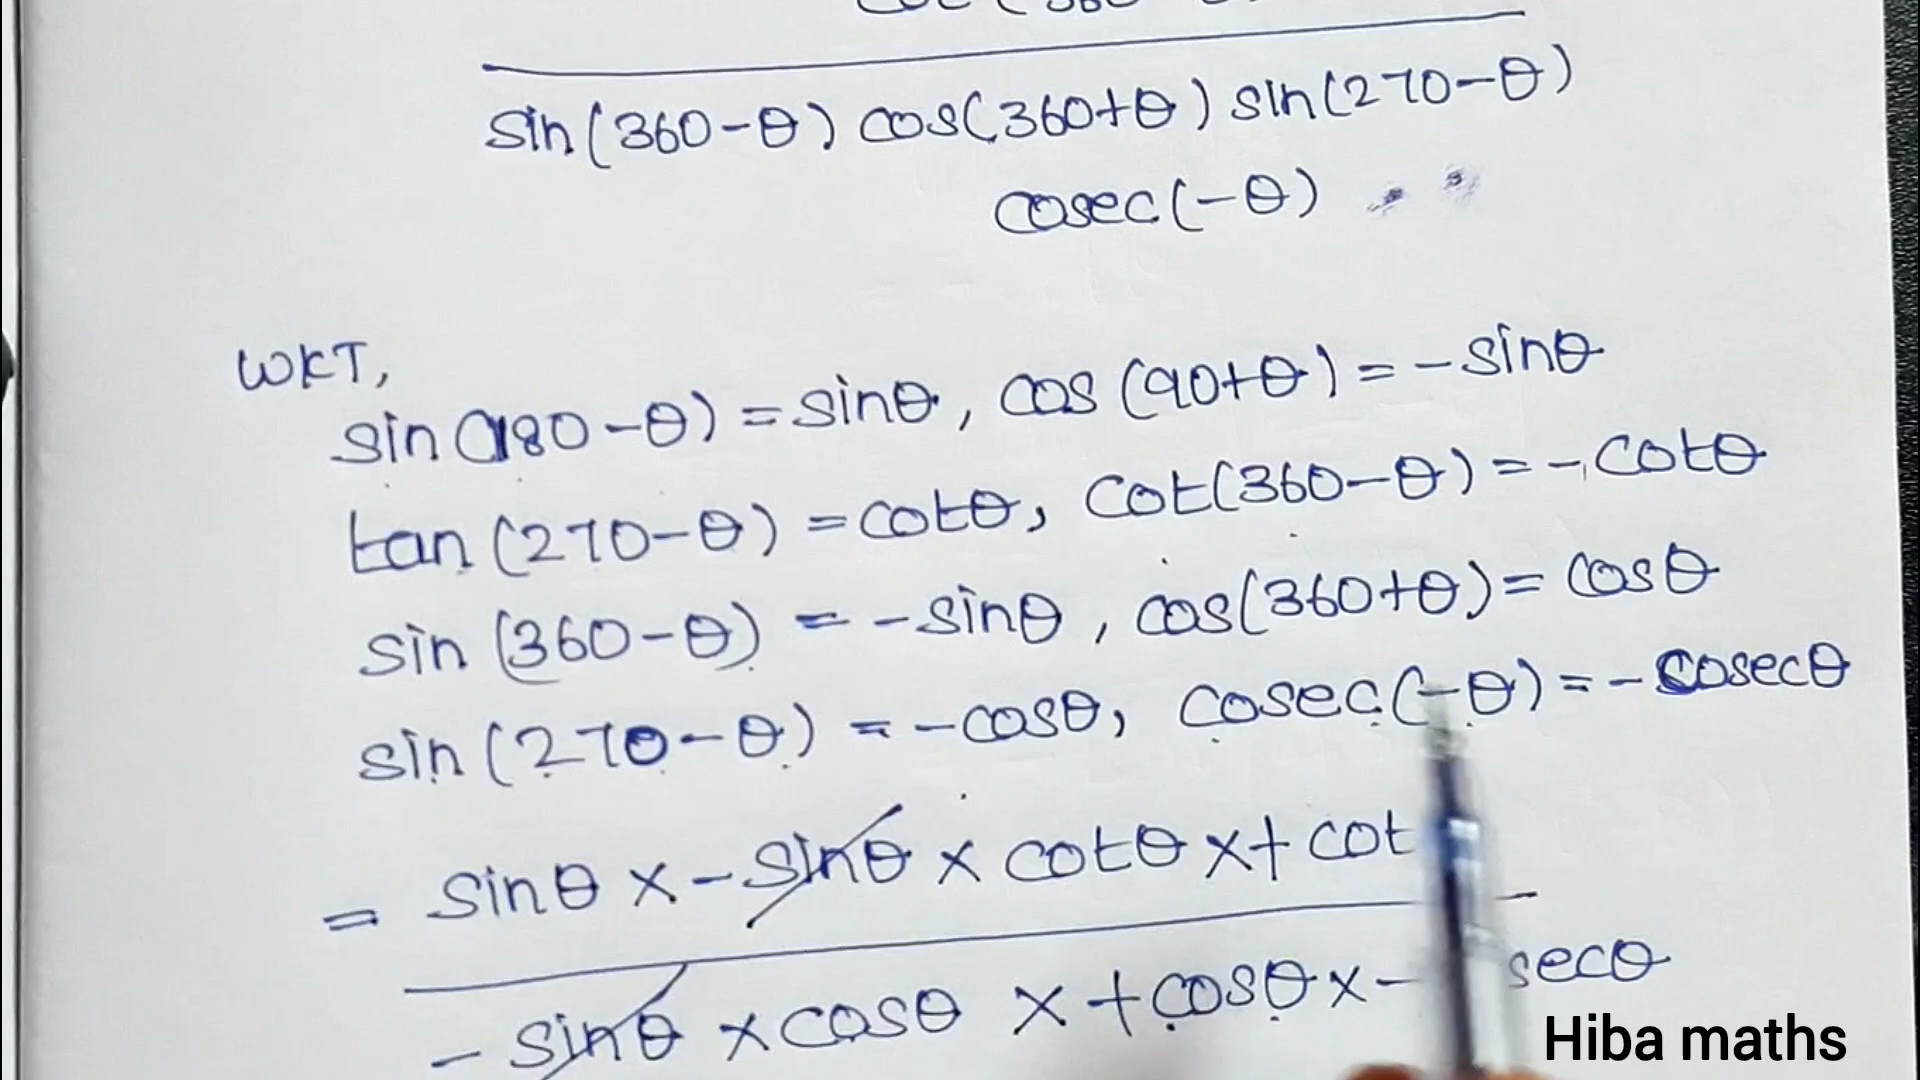 sin(360-θ) cos(360+θ) sin(270-θ)
cosec(-θ)
WKT,
sin(180-θ) = sinθ, cos(90+θ) = -sinθ
tan(270-θ) = cotθ, cot(360-θ) = -cotθ
sin(360-θ) = -sinθ, cos(360+θ) = cosθ
sin(270-θ) = -cosθ, cosec(-θ) = -cosecθ
= sinθ x -sinθ x cotθ x + cot
-sinθ x cosθ x + cosθ x - secθ
Hiba maths